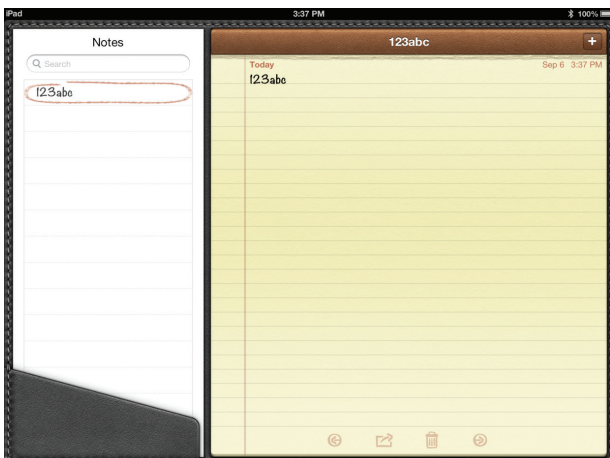 iPad 3:37 PM 100%
Notes
123abc
Search
Today Sep 6 3:37 PM
123abc
123abc